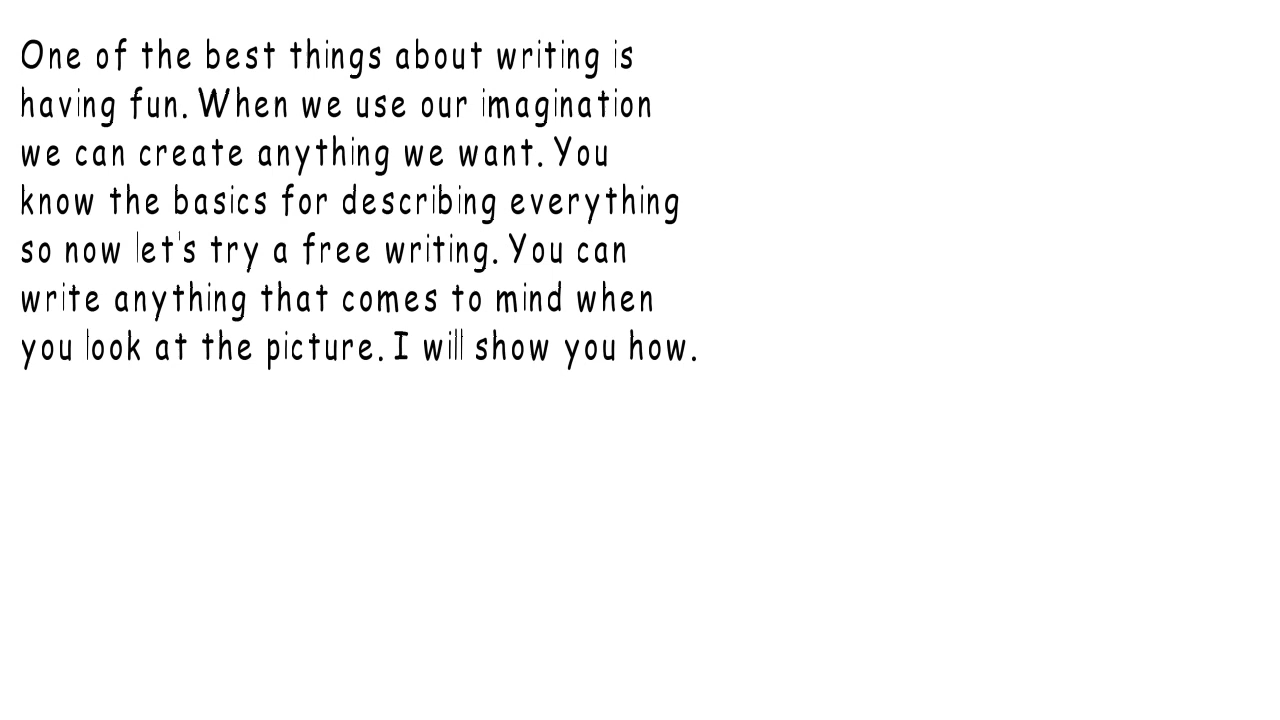 One of the best things about writing is
having fun. When we use our imagination
we can create anything we want. You
know the basics for describing everything
so now let's try a free writing. You can
write anything that comes to mind when
you look at the picture. I will show you how.